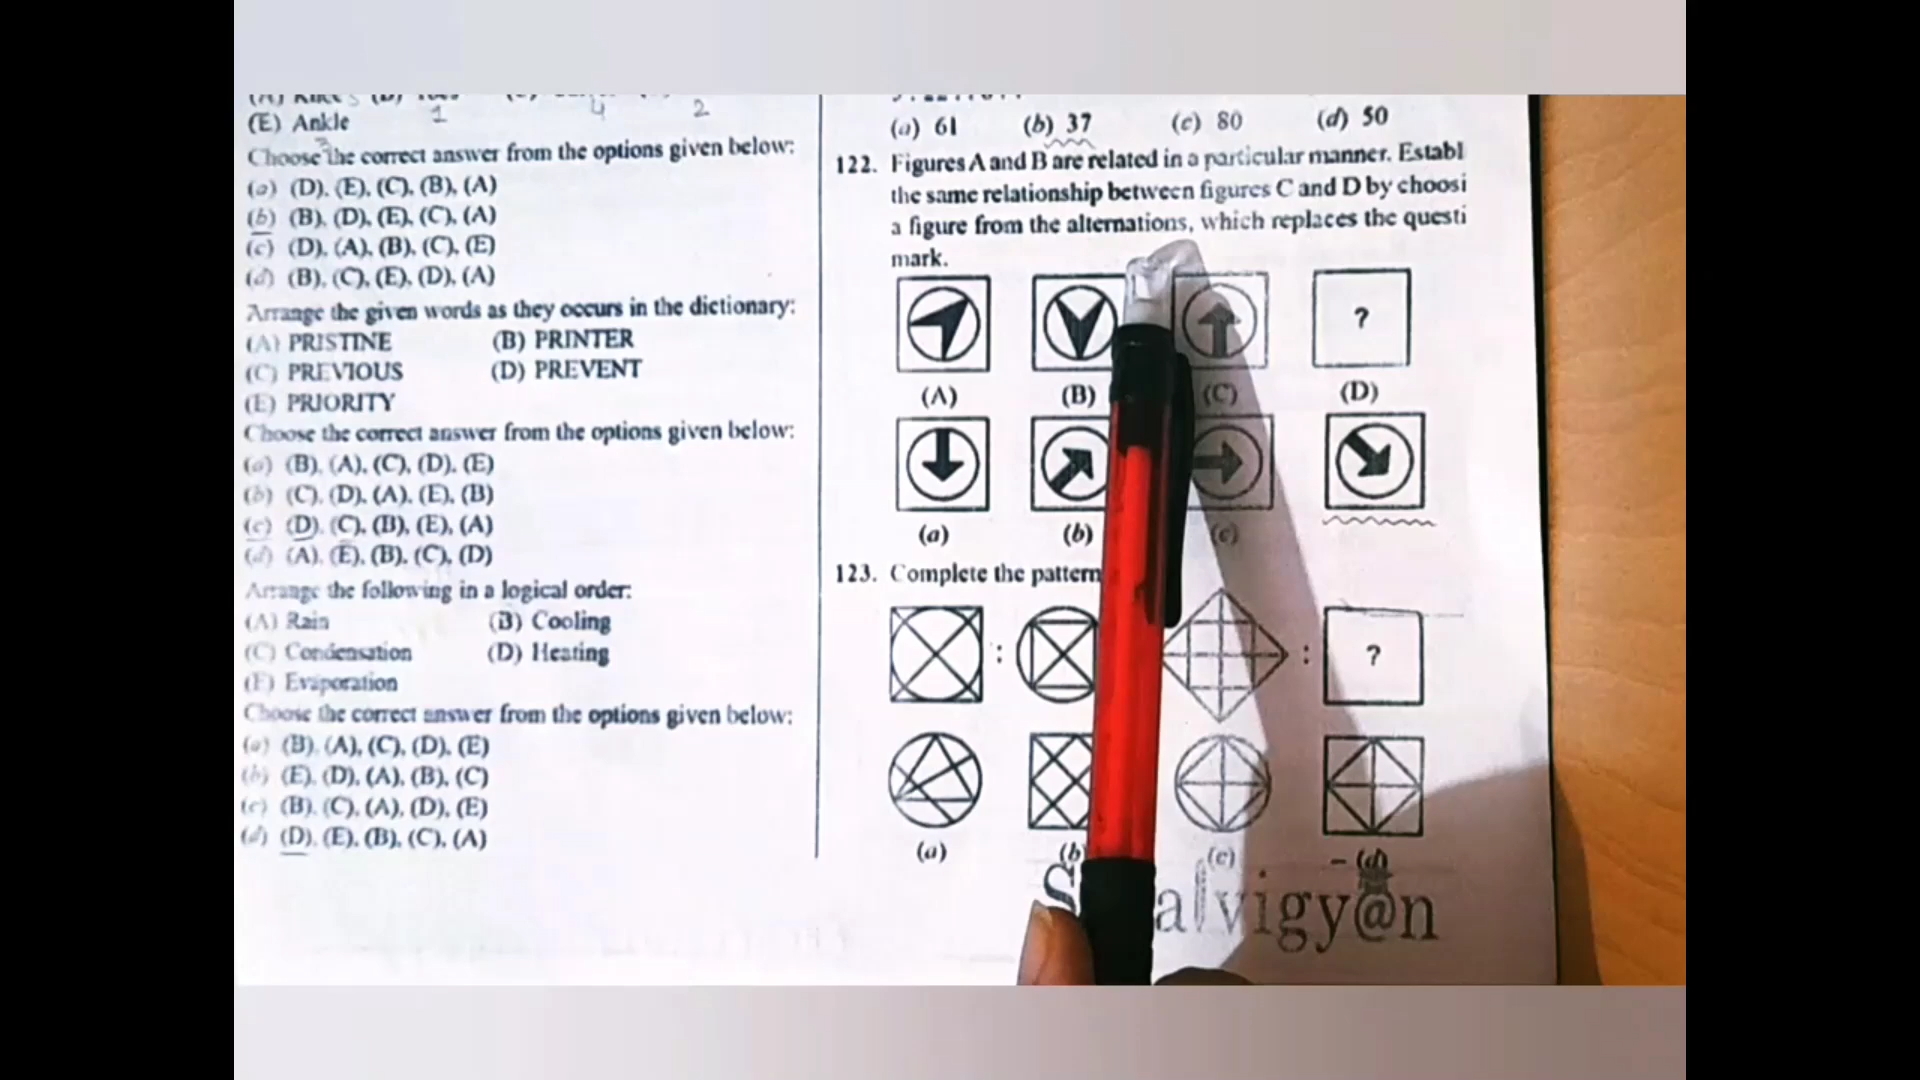 (E) Ankle
1
4
2
Choose the correct answer from the options given below:
(a) (D), (E), (C), (B), (A)
(b) (B), (D), (E), (C), (A)
(c) (D), (A), (B), (C), (E)
(d) (B), (C), (E), (D), (A)
Arrange the given words as they occurs in the dictionary:
(A) PRISTINE (B) PRINTER
(C) PREVIOUS (D) PREVENT
(E) PRIORITY
Choose the correct answer from the options given below:
(a) (B), (A), (C), (D), (E)
(b) (C), (D), (A), (E), (B)
(c) (D), (C), (B), (E), (A)
(d) (A), (E), (B), (C), (D)
Arrange the following in a logical order:
(A) Rain (B) Cooling
(C) Condensation (D) Heating
(E) Evaporation
Choose the correct answer from the options given below:
(a) (B), (A), (C), (D), (E)
(b) (E), (D), (A), (B), (C)
(c) (B), (C), (A), (D), (E)
(d) (D), (E), (B), (C), (A)
(a) 61 (b) 37 (c) 80 (d) 50
122. Figures A and B are related in a particular manner. Establ
the same relationship between figures C and D by choosi
a figure from the alternations, which replaces the questi
mark.
?
(A) (B) (C) (D)
(a) (b) (c)
123. Complete the pattern
: : ?
(a) (b) (c) (d)
alvigy@n